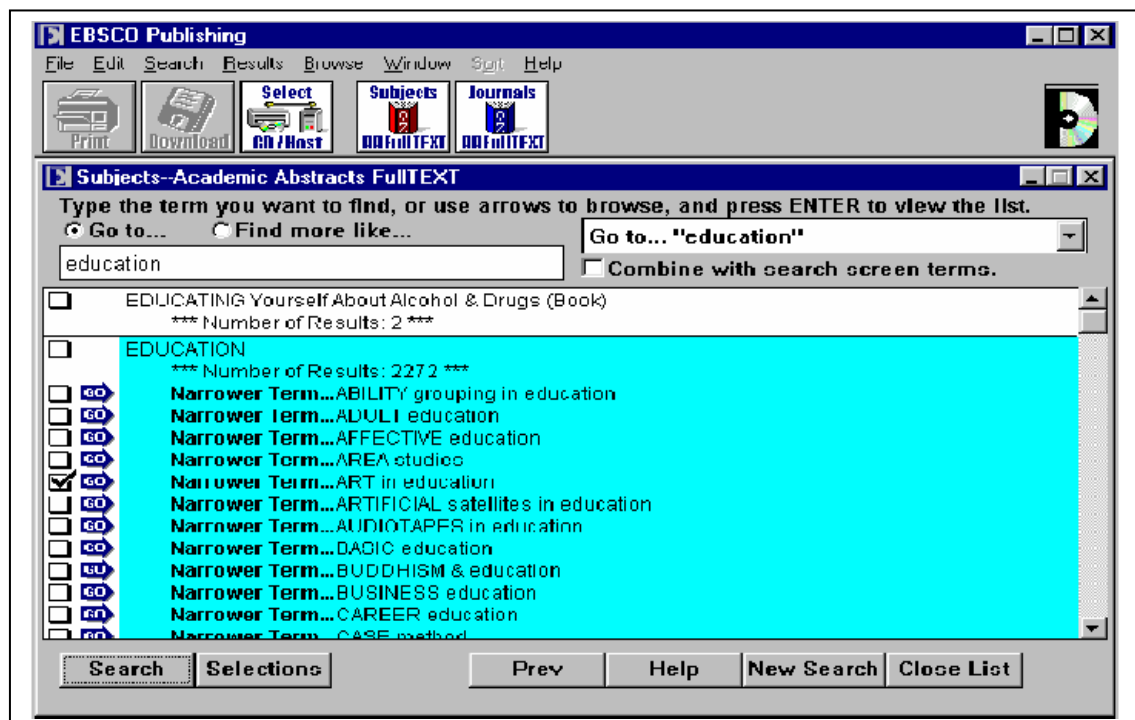 EBSCO Publishing
File Edit Search Results Browse Window Sort Help
Print Download Select CD/Host Subjects AAFullTEXT Journals AAFullTEXT
Subjects--Academic Abstracts FullTEXT
Type the term you want to find, or use arrows to browse, and press ENTER to view the list.
Go to... Find more like... Go to... "education"
education Combine with search screen terms.
EDUCATING Yourself About Alcohol & Drugs (Book)
*** Number of Results: 2 ***
EDUCATION
*** Number of Results: 2272 ***
GO Narrower Term...ABILITY grouping in education
GO Narrower Term...ADULT education
GO Narrower Term...AFFECTIVE education
GO Narrower Term...AREA studies
GO Narrower Term...ART in education
GO Narrower Term...ARTIFICIAL satellites in education
GO Narrower Term...AUDIOTAPES in education
GO Narrower Term...BASIC education
GO Narrower Term...BUDDHISM & education
GO Narrower Term...BUSINESS education
GO Narrower Term...CAREER education
GO Narrower Term...CASE method
Search Selections Prev Help New Search Close List